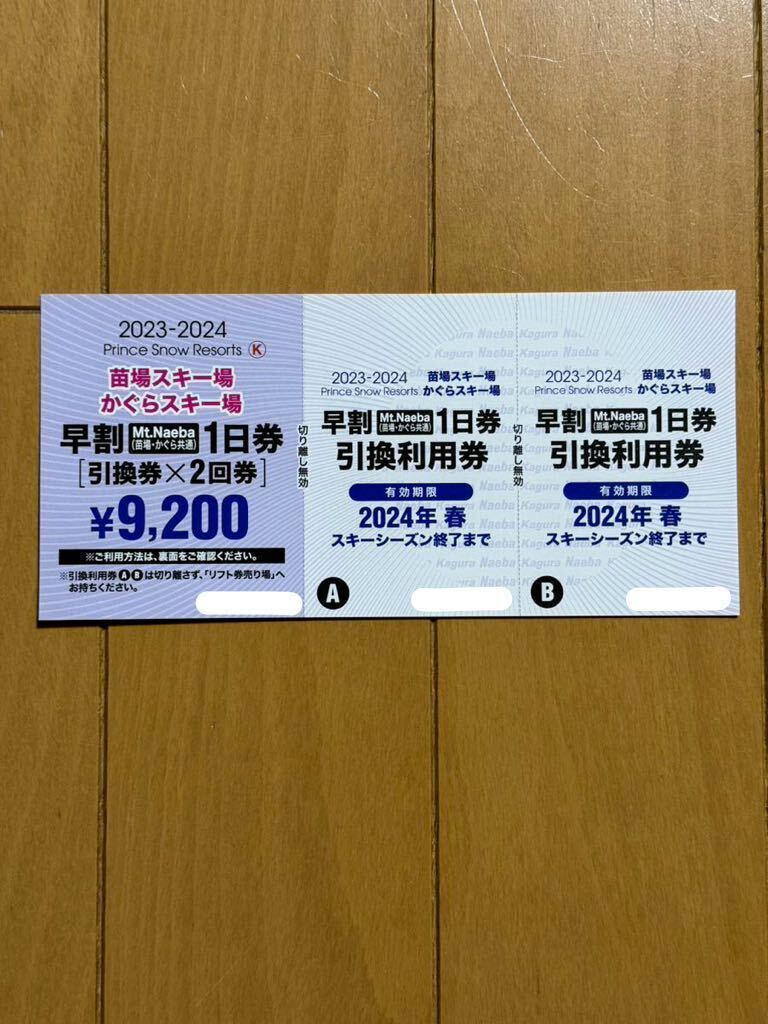 2023-2024
Prince Snow Resorts Ⓚ
苗場スキー場
かぐらスキー場
早割 Mt.Naeba (苗場・かぐら共通) 1日券
[引換券×2回券]
¥9,200
※ご利用方法は、裏面をご確認ください。
※引換利用券ⒶⒷは切り離さず、「リフト券売り場」へ
お持ちください。
切り離し無効
2023-2024
Prince Snow Resorts
苗場スキー場
かぐらスキー場
早割 Mt.Naeba (苗場・かぐら共通) 1日券
引換利用券
有効期限
2024年 春
スキーシーズン終了まで
A
切り離し無効
Kagura Naeba Kagura
2023-2024
Prince Snow Resorts
苗場スキー場
かぐらスキー場
早割 Mt.Naeba (苗場・かぐら共通) 1日券
引換利用券
有効期限
2024年 春
スキーシーズン終了まで
B